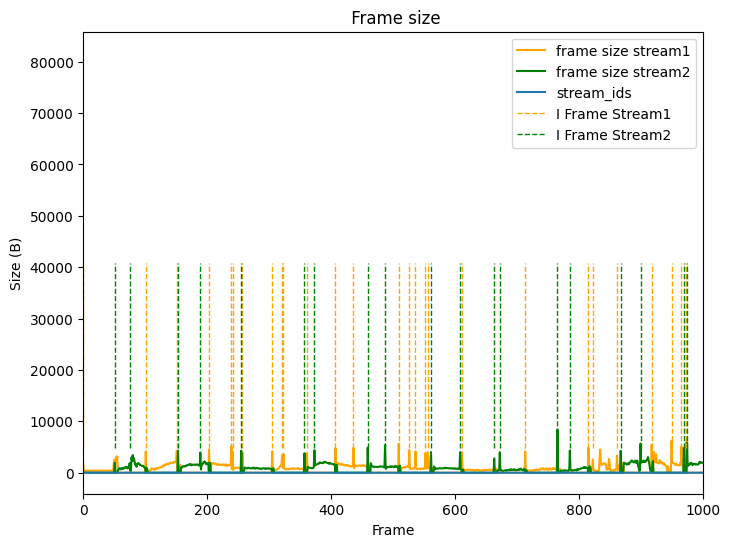 Frame size
frame size stream1
frame size stream2
stream_ids
I Frame Stream1
I Frame Stream2
80000
70000
60000
50000
40000
30000
20000
10000
0
Size (B)
0 200 400 600 800 1000
Frame